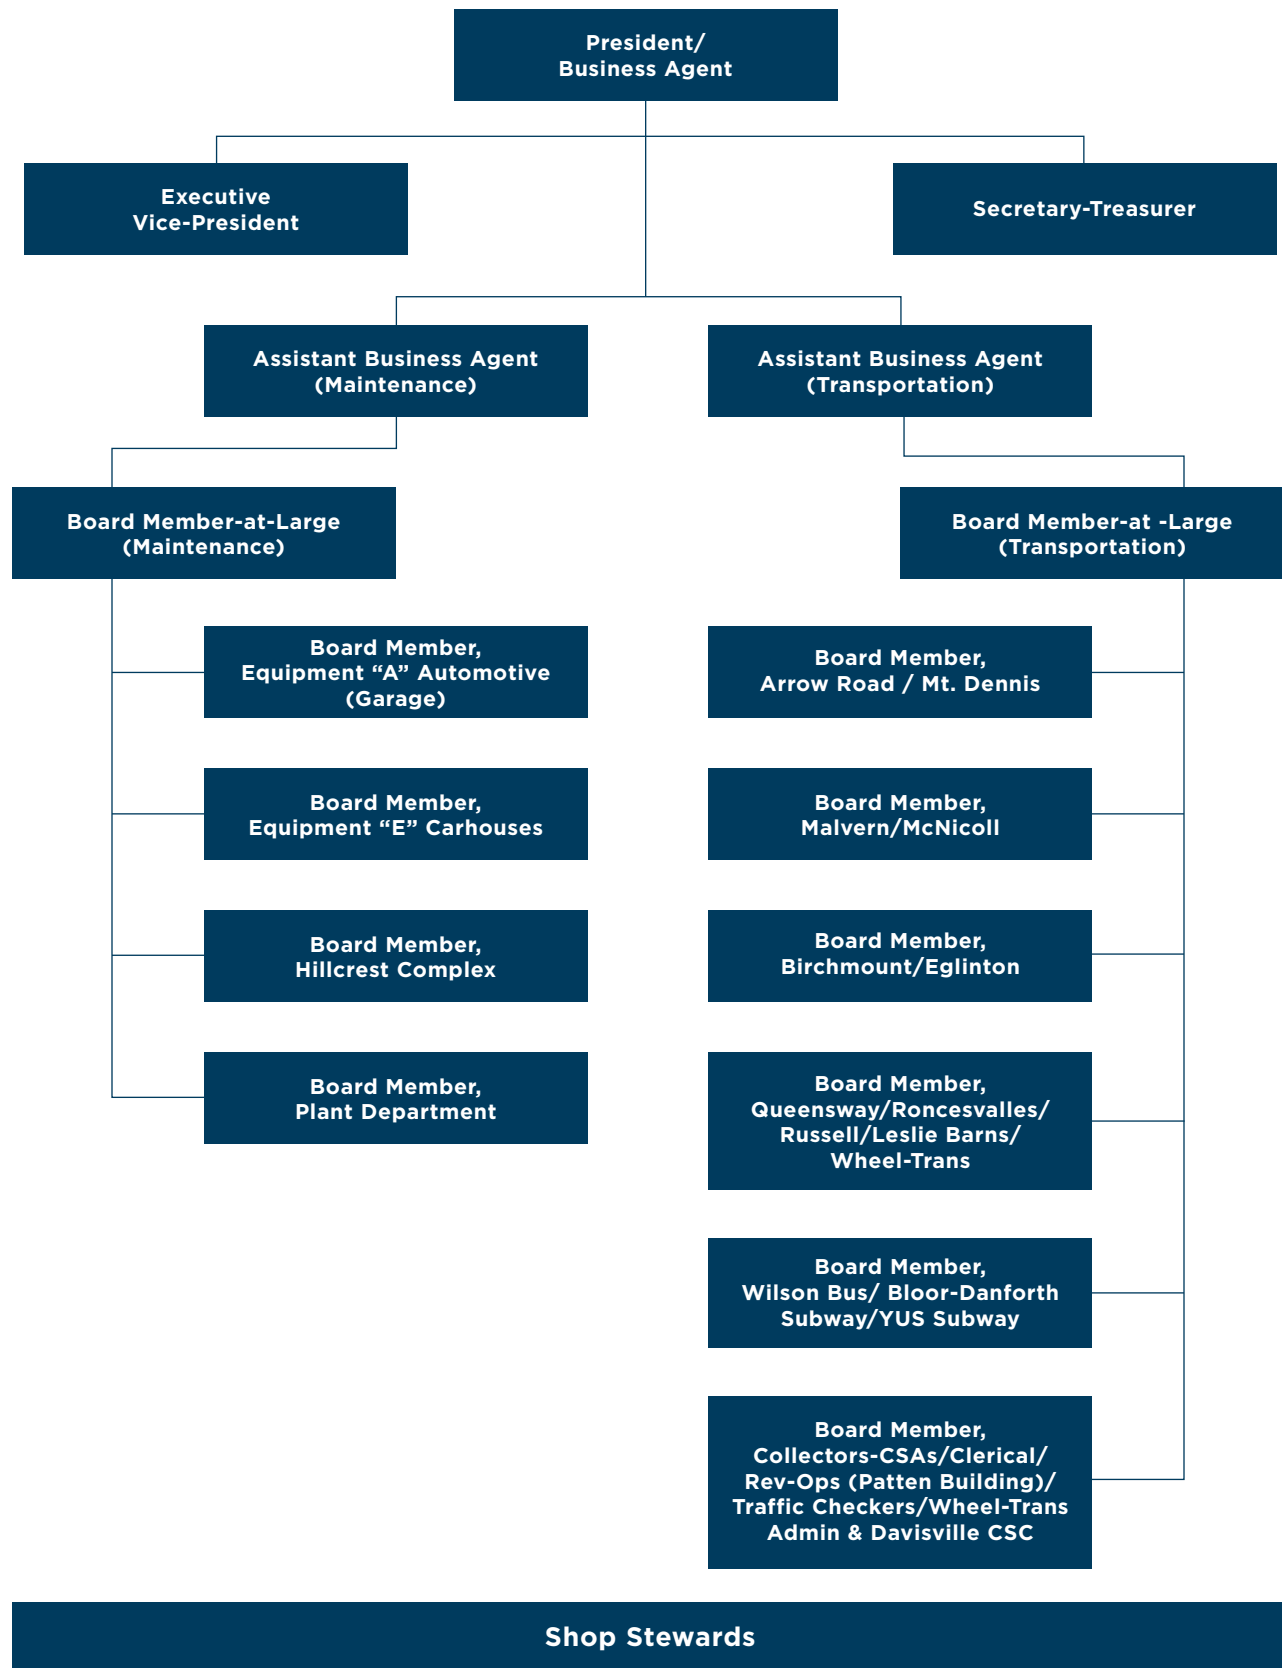 President/
Business Agent
Executive
Vice-President
Secretary-Treasurer
Assistant Business Agent
(Maintenance)
Assistant Business Agent
(Transportation)
Board Member-at-Large
(Maintenance)
Board Member-at -Large
(Transportation)
Board Member,
Equipment “A” Automotive
(Garage)
Board Member,
Equipment “E” Carhouses
Board Member,
Hillcrest Complex
Board Member,
Plant Department
Board Member,
Arrow Road / Mt. Dennis
Board Member,
Malvern/McNicoll
Board Member,
Birchmount/Eglinton
Board Member,
Queensway/Roncesvalles/
Russell/Leslie Barns/
Wheel-Trans
Board Member,
Wilson Bus/ Bloor-Danforth
Subway/YUS Subway
Board Member,
Collectors-CSAs/Clerical/
Rev-Ops (Patten Building)/
Traffic Checkers/Wheel-Trans
Admin & Davisville CSC
Shop Stewards